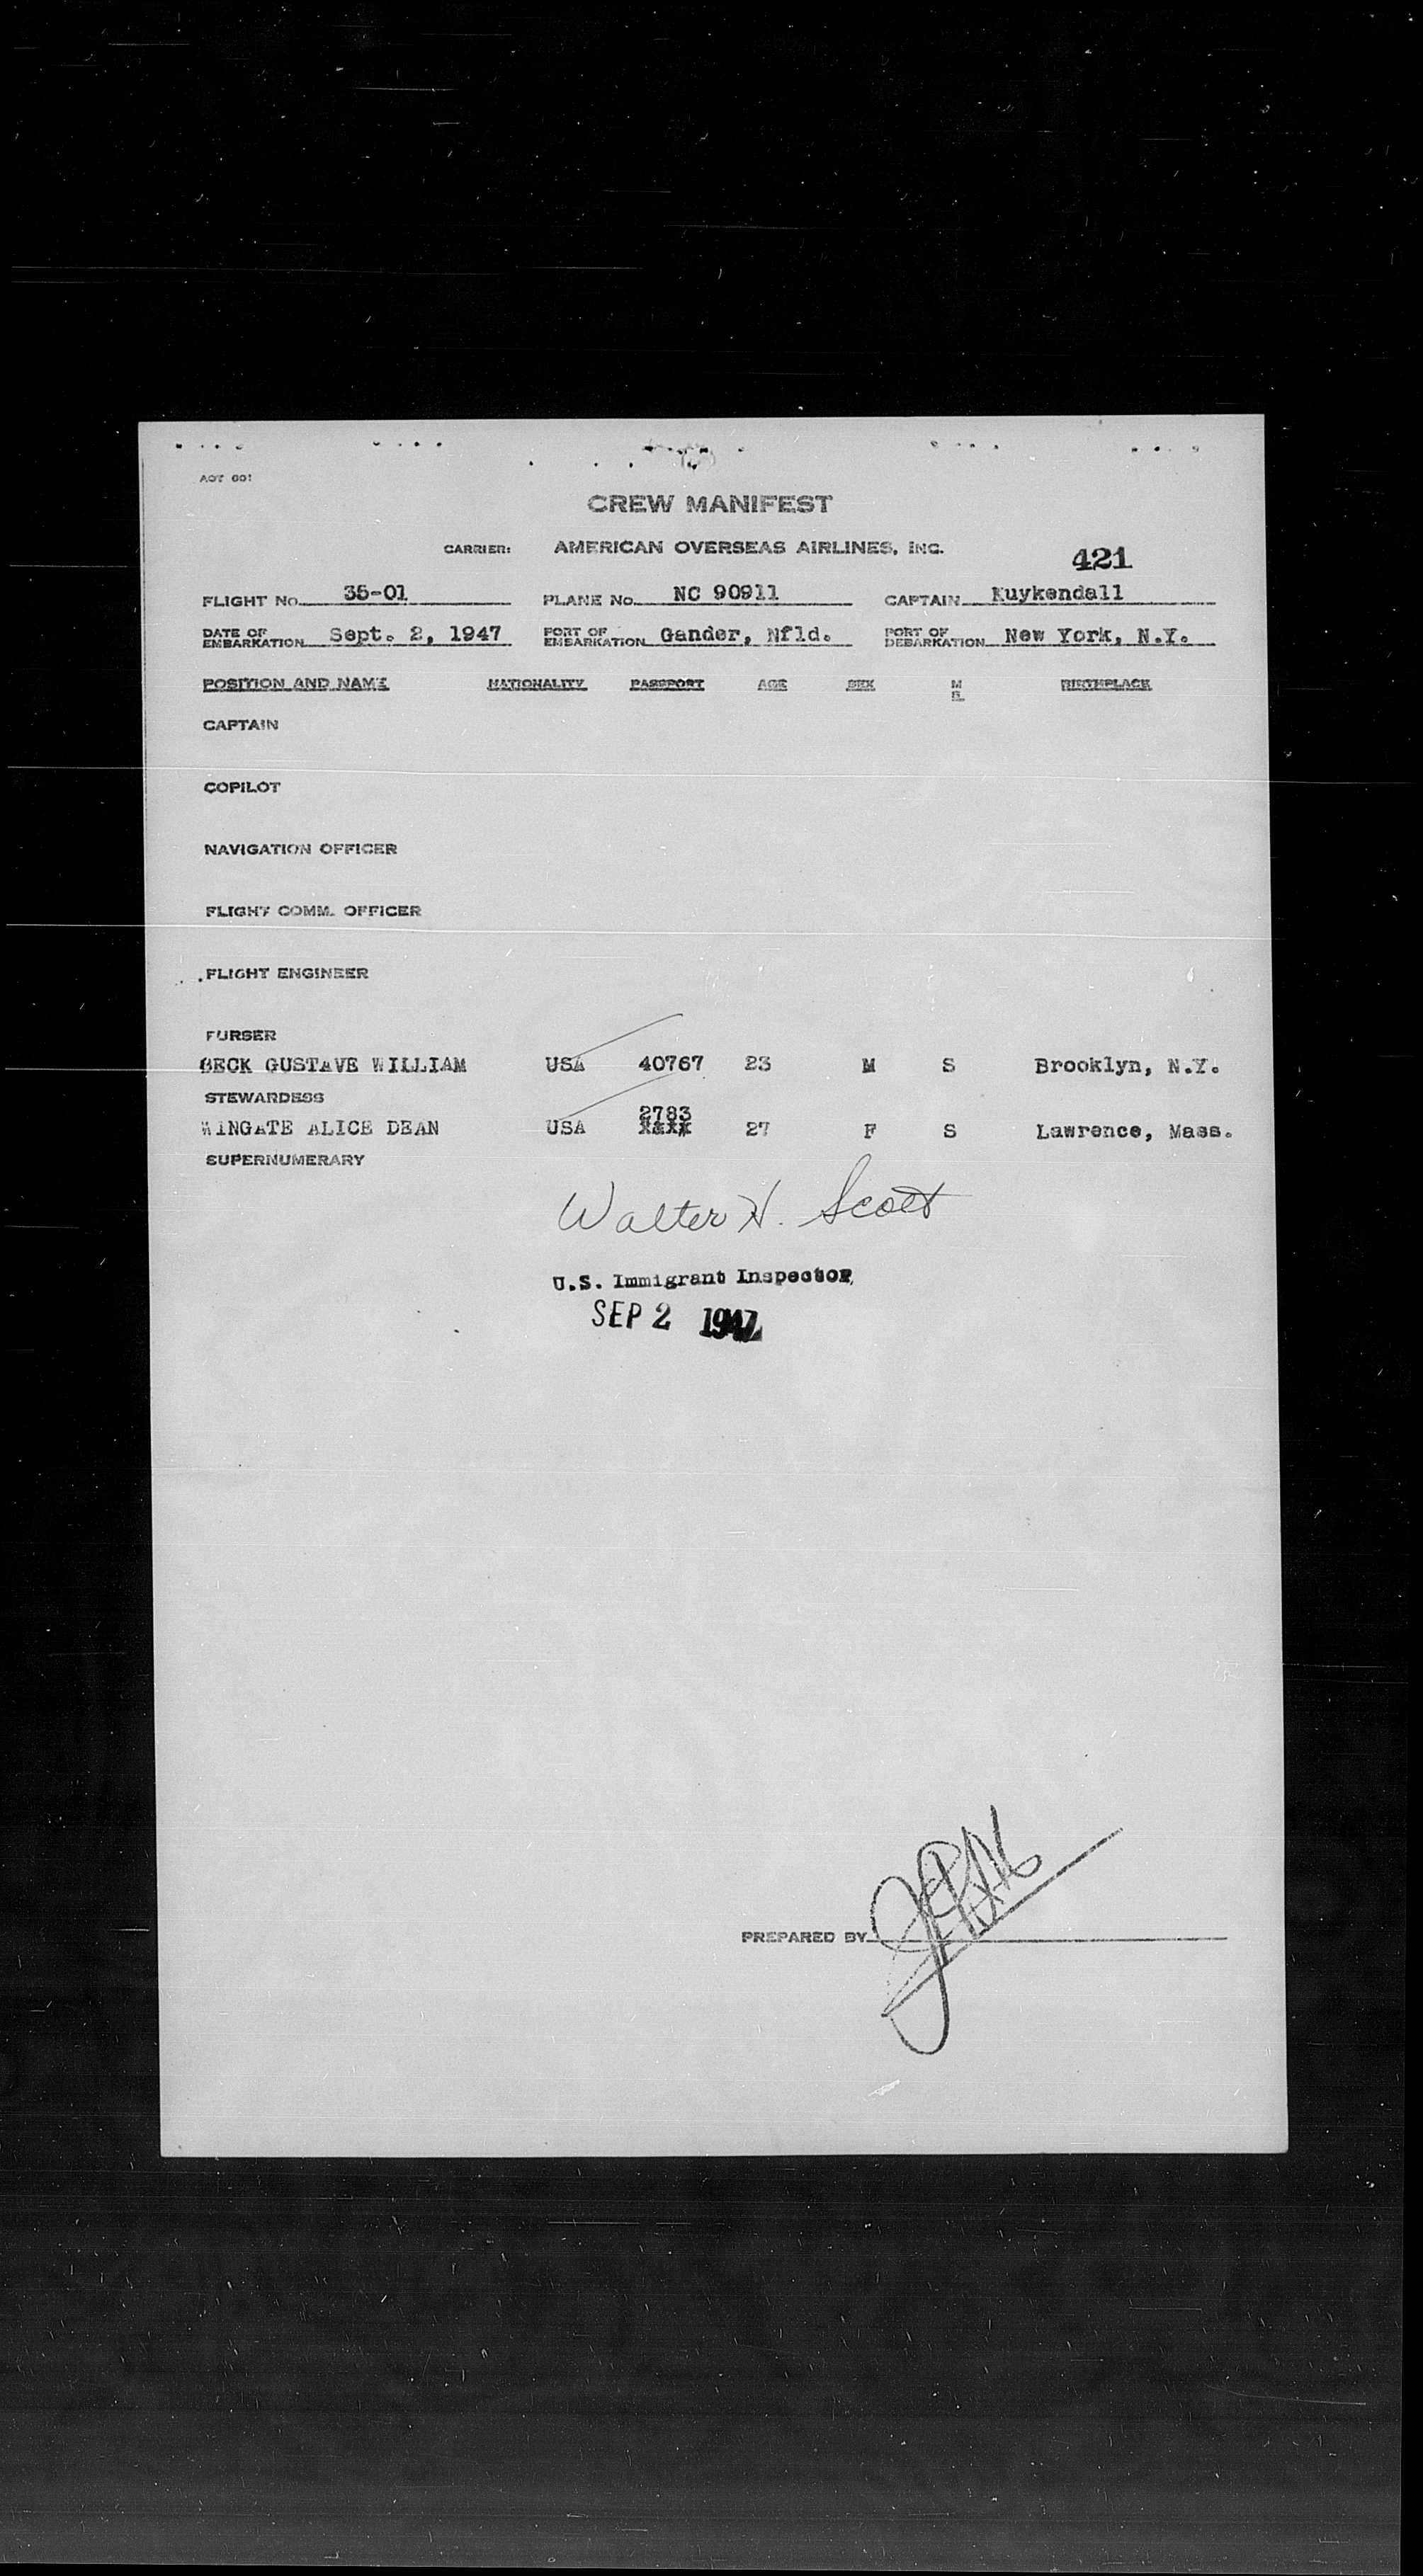 CREW MANIFEST
CARRIER: AMERICAN OVERSEAS AIRLINES, INC.
421
FLIGHT No. 35-01 PLANE No. NC 90911 CAPTAIN Kuykendall
DATE OF EMBARKATION Sept. 2, 1947 PORT OF EMBARKATION Gander, Nfld. PORT OF DEBARKATION New York, N.Y.
POSITION AND NAME NATIONALITY PASSPORT AGE SEX M S BIRTHPLACE
CAPTAIN
COPILOT
NAVIGATION OFFICER
FLIGHT COMM. OFFICER
FLIGHT ENGINEER
PURSER
BECK GUSTAVE WILLIAM USA 40767 23 M S Brooklyn, N.Y.
STEWARDESS
2783
WINGATE ALICE DEAN USA 27 F S Lawrence, Mass.
SUPERNUMERARY
Walter H. Scott
U.S. Immigrant Inspector
SEP 2 1947
PREPARED BY